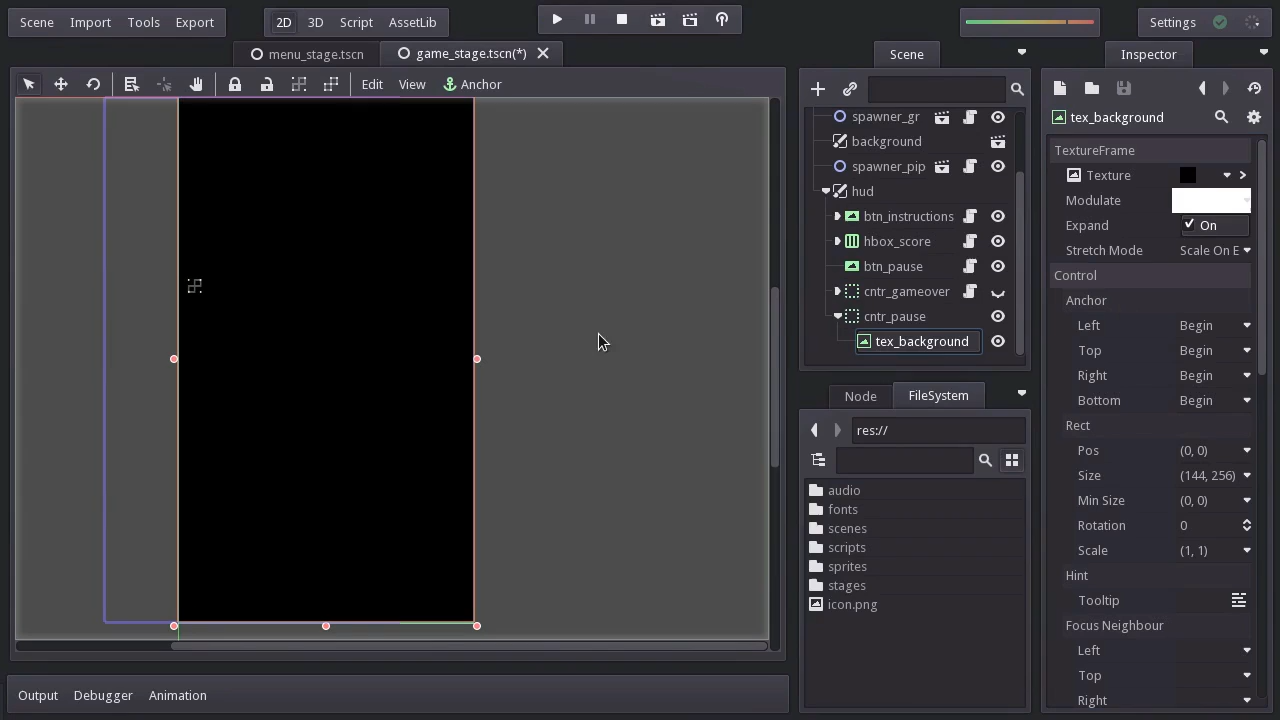 Scene Import Tools Export 2D 3D Script AssetLib Settings
menu_stage.tscn game_stage.tscn(*) Scene Inspector
Edit View Anchor
spawner_gr
background
spawner_pip
hud
btn_instructions
hbox_score
btn_pause
cntr_gameover
cntr_pause
tex_background
Node FileSystem
res://
audio
fonts
scenes
scripts
sprites
stages
icon.png
tex_background
TextureFrame
Texture
Modulate
Expand On
Stretch Mode Scale On E
Control
Anchor
Left Begin
Top Begin
Right Begin
Bottom Begin
Rect
Pos (0, 0)
Size (144, 256)
Min Size (0, 0)
Rotation 0
Scale (1, 1)
Hint
Tooltip
Focus Neighbour
Left
Top
Right
Output Debugger Animation